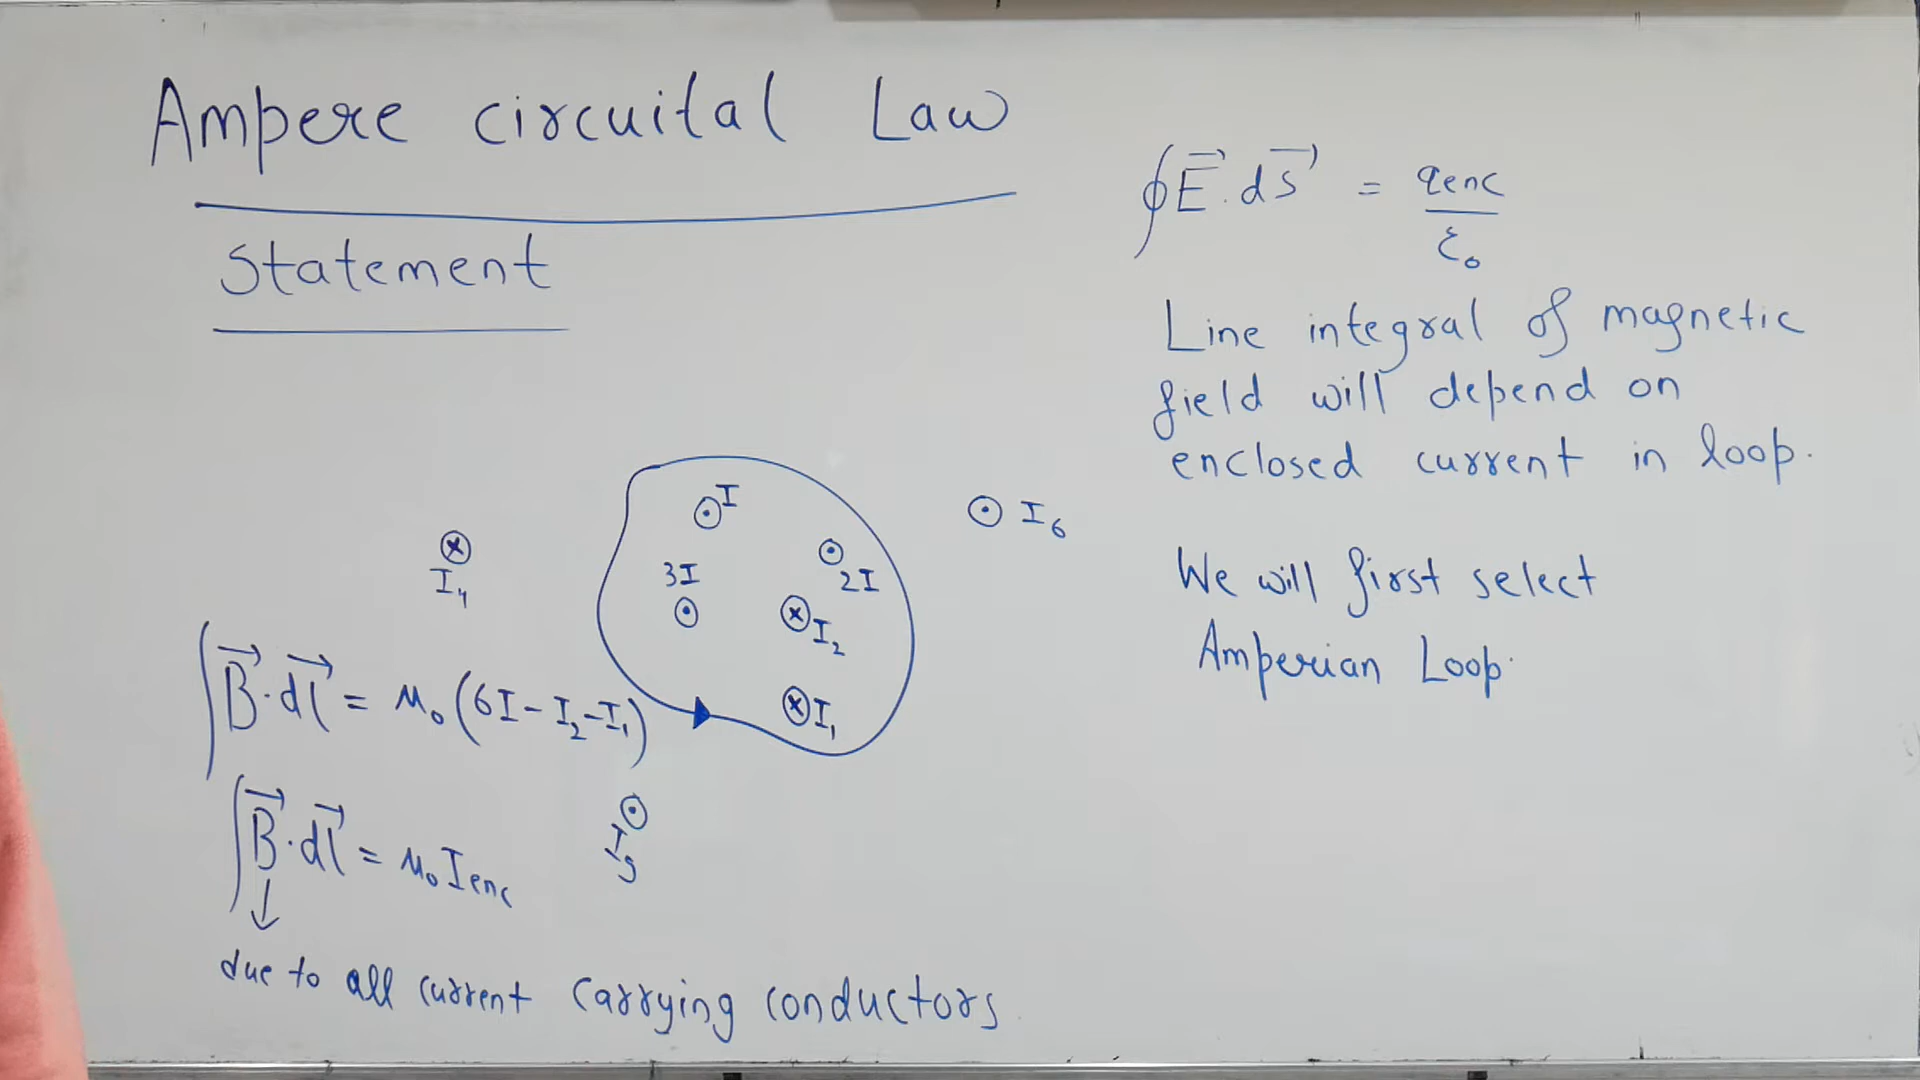 Ampere circuital Law
Statement
∮E⃗.ds⃗ = qenc/ε₀
Line integral of magnetic
field will depend on
enclosed current in loop.
We will first select
Amperian Loop.
⊙I
⊙2I
3I
⊙
⊗I₂
⊗I₁
⊗
I₄
⊙ I₆
⊙
∫B⃗.dl⃗ = μ₀(6I-I₂-I₁)
∫B⃗.dl⃗ = μ₀Ienc
↓
due to all current carrying conductors